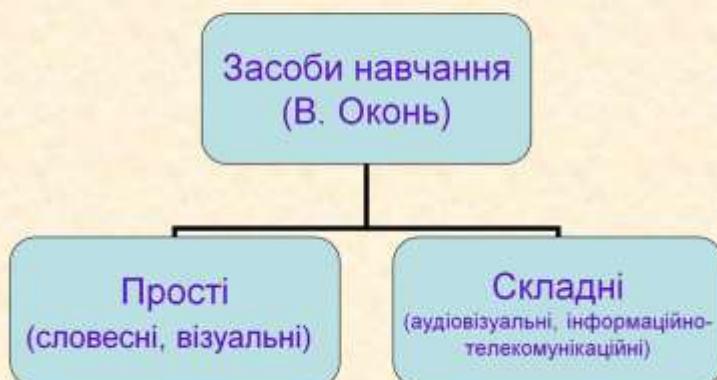 Засоби навчання
(В. Оконь)
Прості
(словесні, візуальні)
Складні
(аудіовізуальні, інформаційно-
телекомунікаційні)